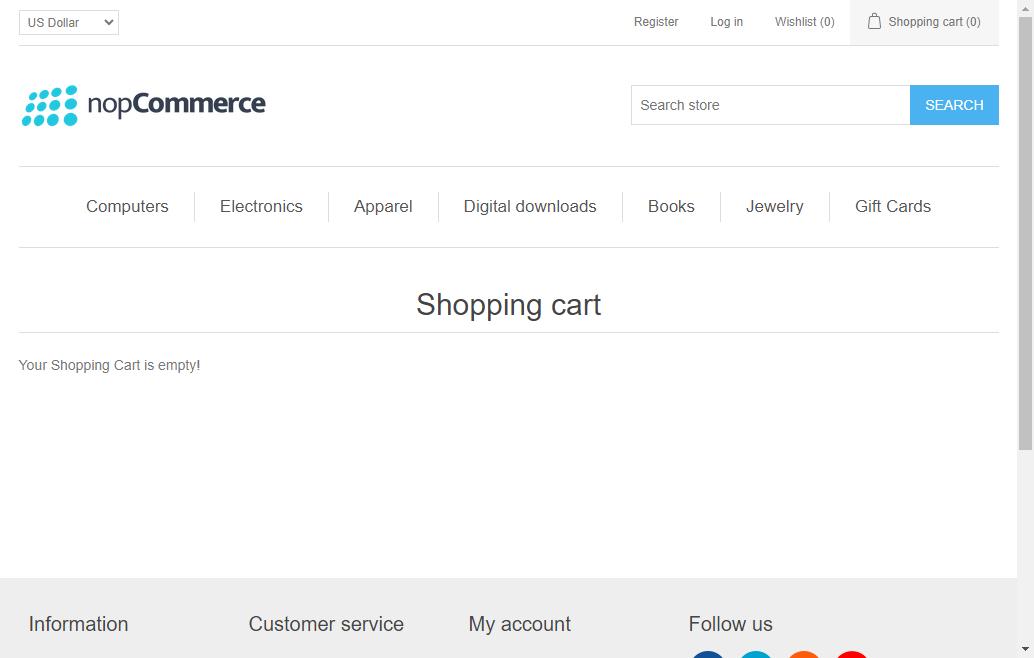 US Dollar
Register
Log in
Wishlist (0)
Shopping cart (0)
nopCommerce
Search store
SEARCH
Computers
Electronics
Apparel
Digital downloads
Books
Jewelry
Gift Cards
Shopping cart
Your Shopping Cart is empty!
Information
Customer service
My account
Follow us